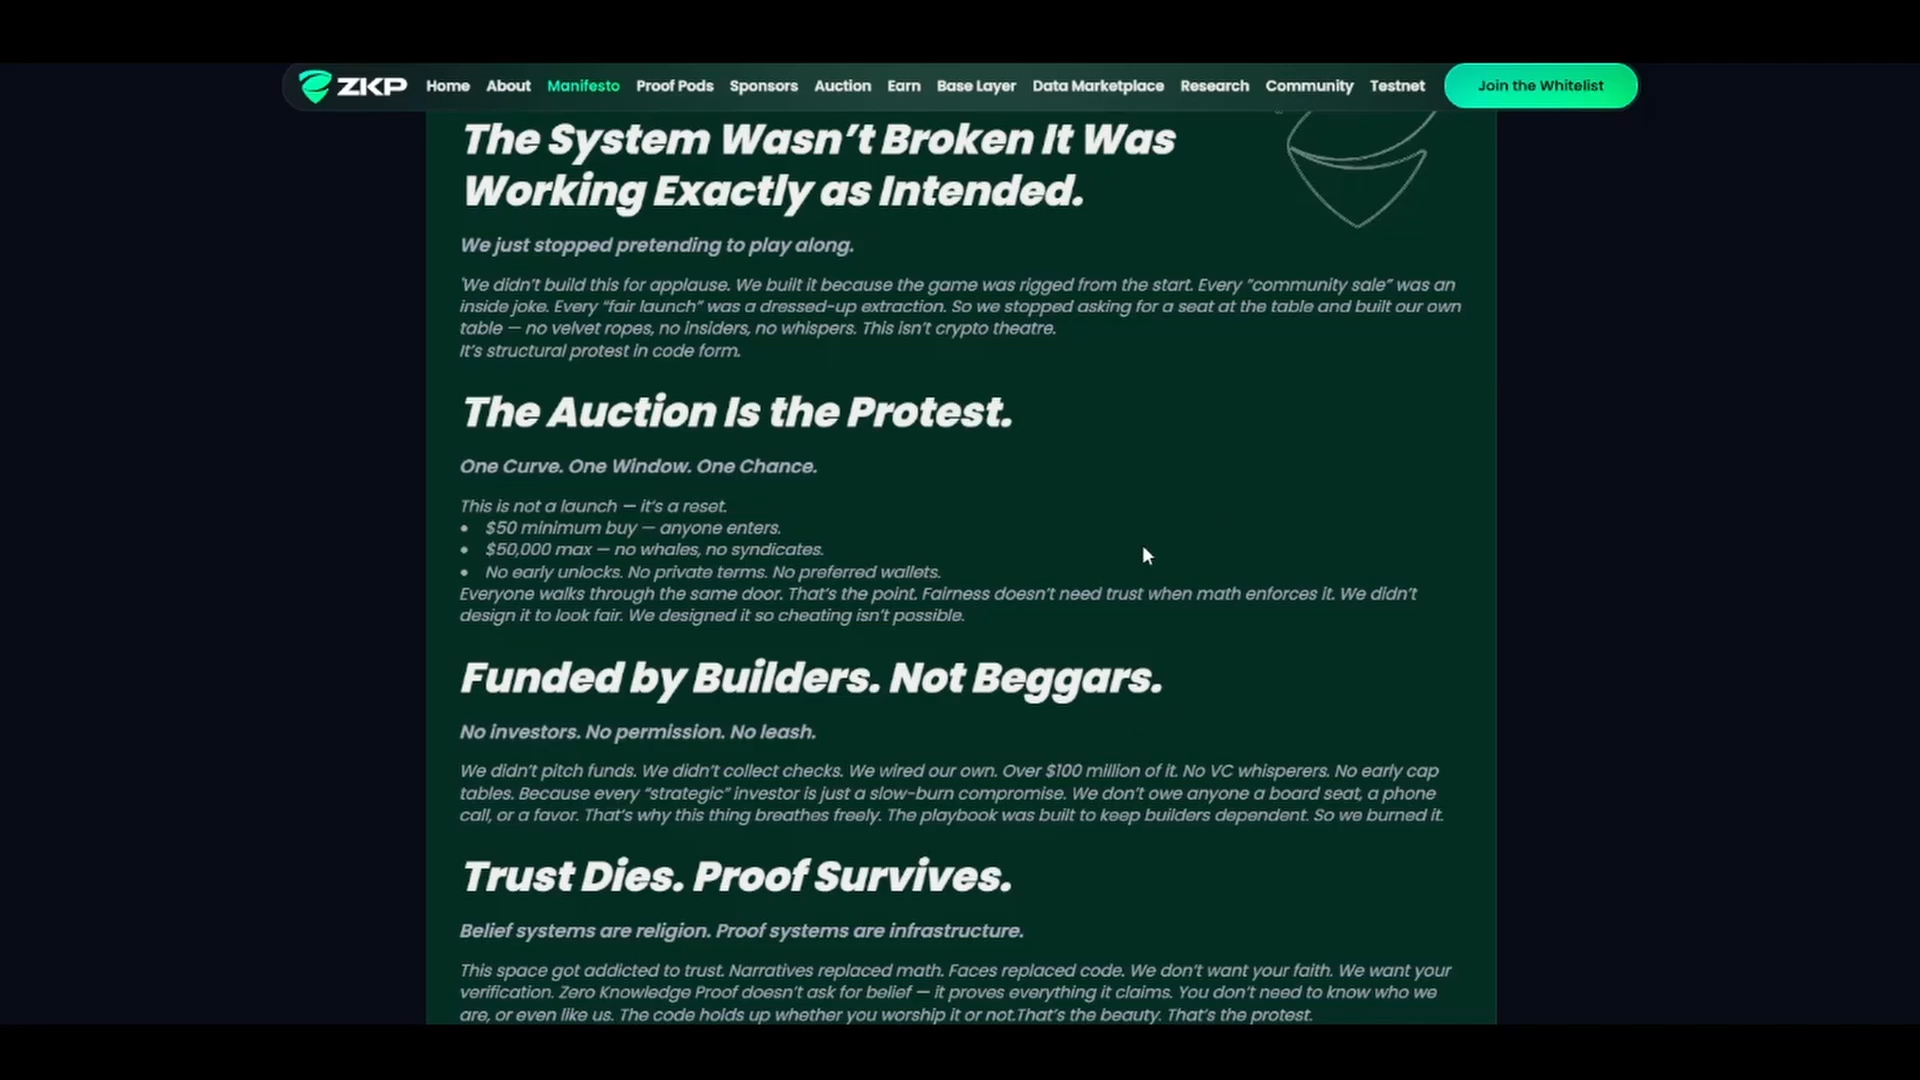 ZKP Home About Manifesto Proof Pods Sponsors Auction Earn Base Layer Data Marketplace Research Community Testnet Join the Whitelist
The System Wasn't Broken It Was
Working Exactly as Intended.
We just stopped pretending to play along.
'We didn't build this for applause. We built it because the game was rigged from the start. Every "community sale" was an
inside joke. Every "fair launch" was a dressed-up extraction. So we stopped asking for a seat at the table and built our own
table — no velvet ropes, no insiders, no whispers. This isn't crypto theatre.
It's structural protest in code form.
The Auction Is the Protest.
One Curve. One Window. One Chance.
This is not a launch — it's a reset.
• $50 minimum buy — anyone enters.
• $50,000 max — no whales, no syndicates.
• No early unlocks. No private terms. No preferred wallets.
Everyone walks through the same door. That's the point. Fairness doesn't need trust when math enforces it. We didn't
design it to look fair. We designed it so cheating isn't possible.
Funded by Builders. Not Beggars.
No investors. No permission. No leash.
We didn't pitch funds. We didn't collect checks. We wired our own. Over $100 million of it. No VC whisperers. No early cap
tables. Because every "strategic" investor is just a slow-burn compromise. We don't owe anyone a board seat, a phone
call, or a favor. That's why this thing breathes freely. The playbook was built to keep builders dependent. So we burned it.
Trust Dies. Proof Survives.
Belief systems are religion. Proof systems are infrastructure.
This space got addicted to trust. Narratives replaced math. Faces replaced code. We don't want your faith. We want your
verification. Zero Knowledge Proof doesn't ask for belief — it proves everything it claims. You don't need to know who we
are, or even like us. The code holds up whether you worship it or not.That's the beauty. That's the protest.